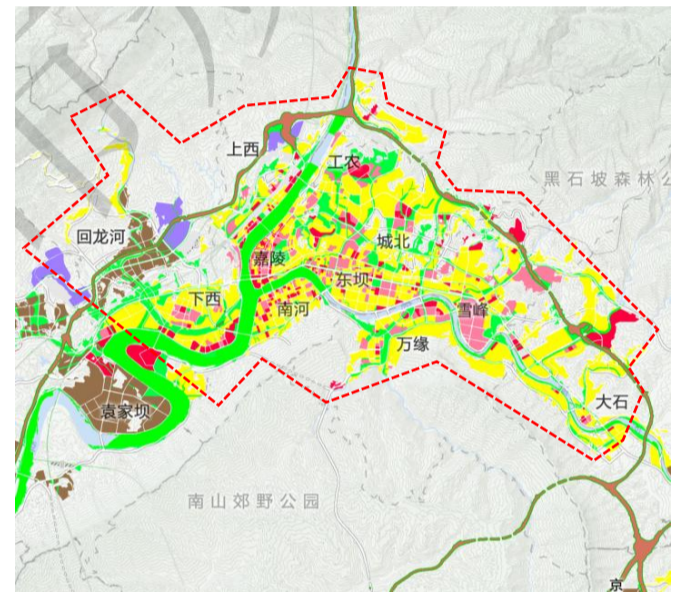 上西
工农
黑石坡森林公
回龙河
城北
嘉陵
东坝
下西
南河
雪峰
万缘
大石
袁家坝
南山郊野公园
京